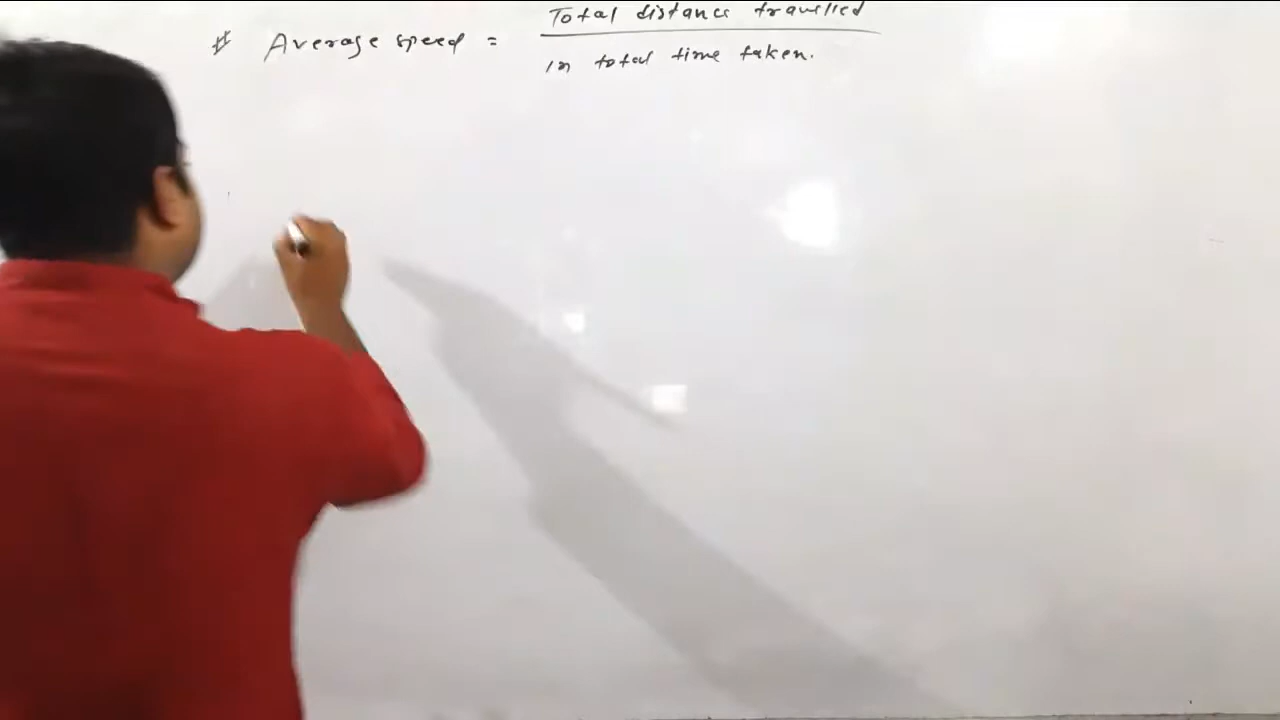 Total distance travelled
# Average speed =
in total time taken.